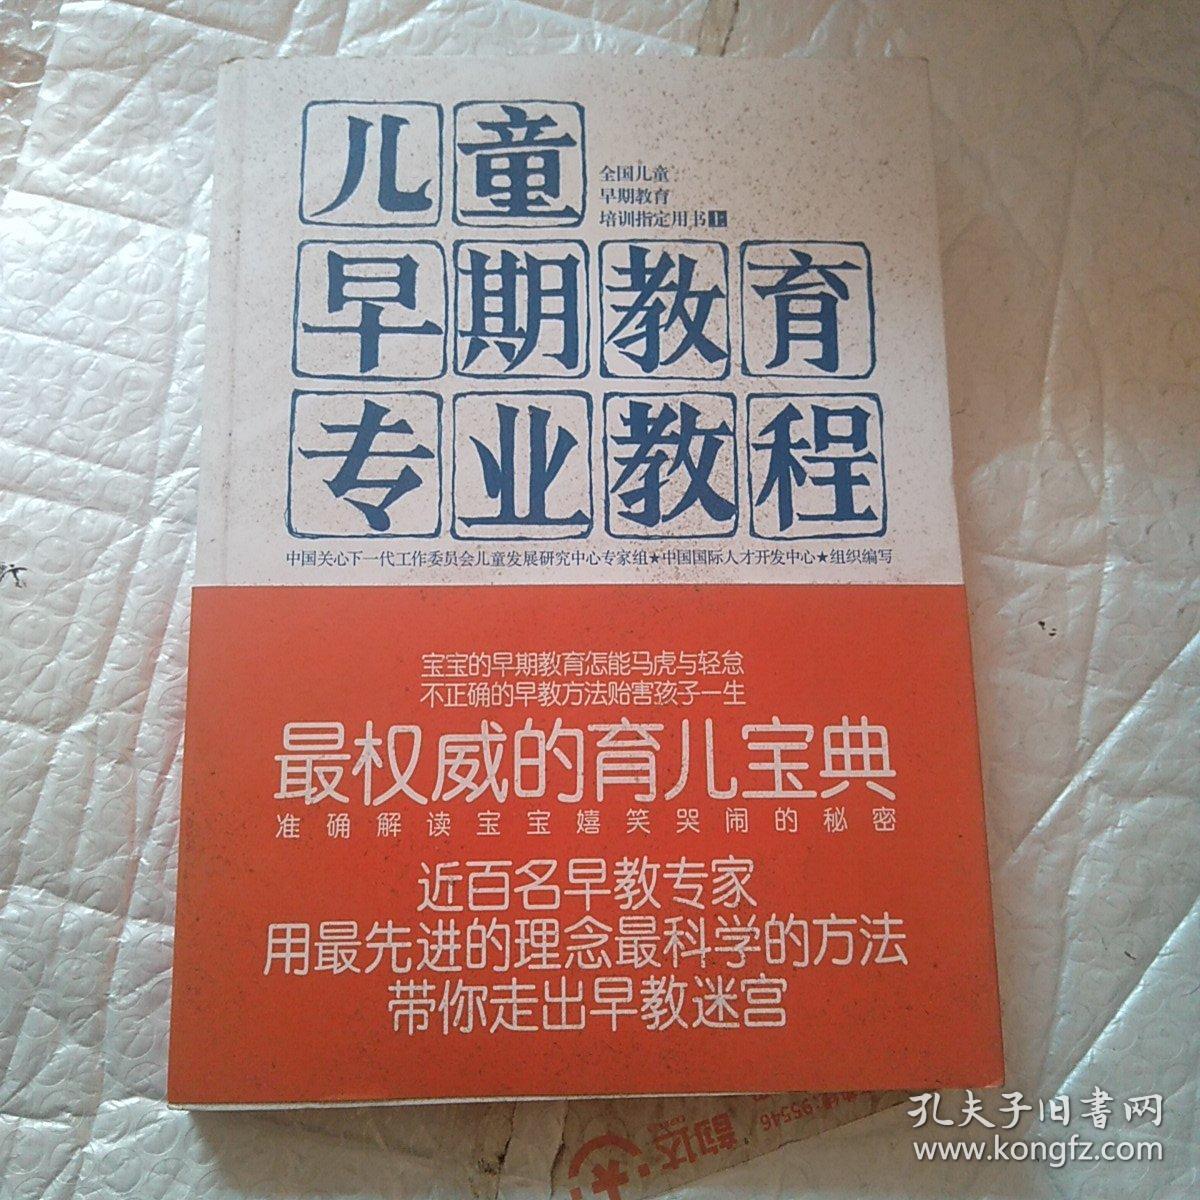 儿童
全国儿童
早期教育
培训指定用书上
早期教育
专业教程
中国关心下一代工作委员会儿童发展研究中心专家组★中国国际人才开发中心★组织编写
宝宝的早期教育怎能马虎与轻怠
不正确的早教方法贻害孩子一生
最权威的育儿宝典
准确解读宝宝嬉笑哭闹的秘密
近百名早教专家
用最先进的理念最科学的方法
带你走出早教迷宫
95546
韵达
孔夫子旧書网
www.kongfz.com